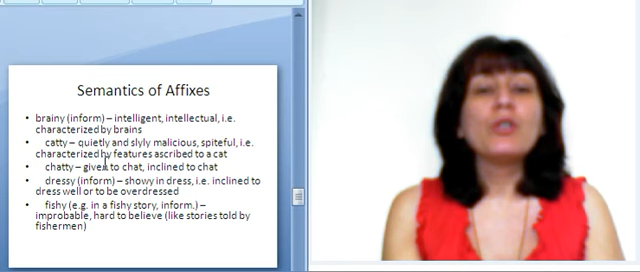 Semantics of Affixes
• brainy (inform) – intelligent, intellectual, i.e.
characterized by brains
• catty – quietly and slyly malicious, spiteful, i.e.
characterized by features ascribed to a cat
• chatty – given to chat, inclined to chat
• dressy (inform) – showy in dress, i.e. inclined to
dress well or to be overdressed
• fishy (e.g. in a fishy story, inform.) –
improbable, hard to believe (like stories told by
fishermen)